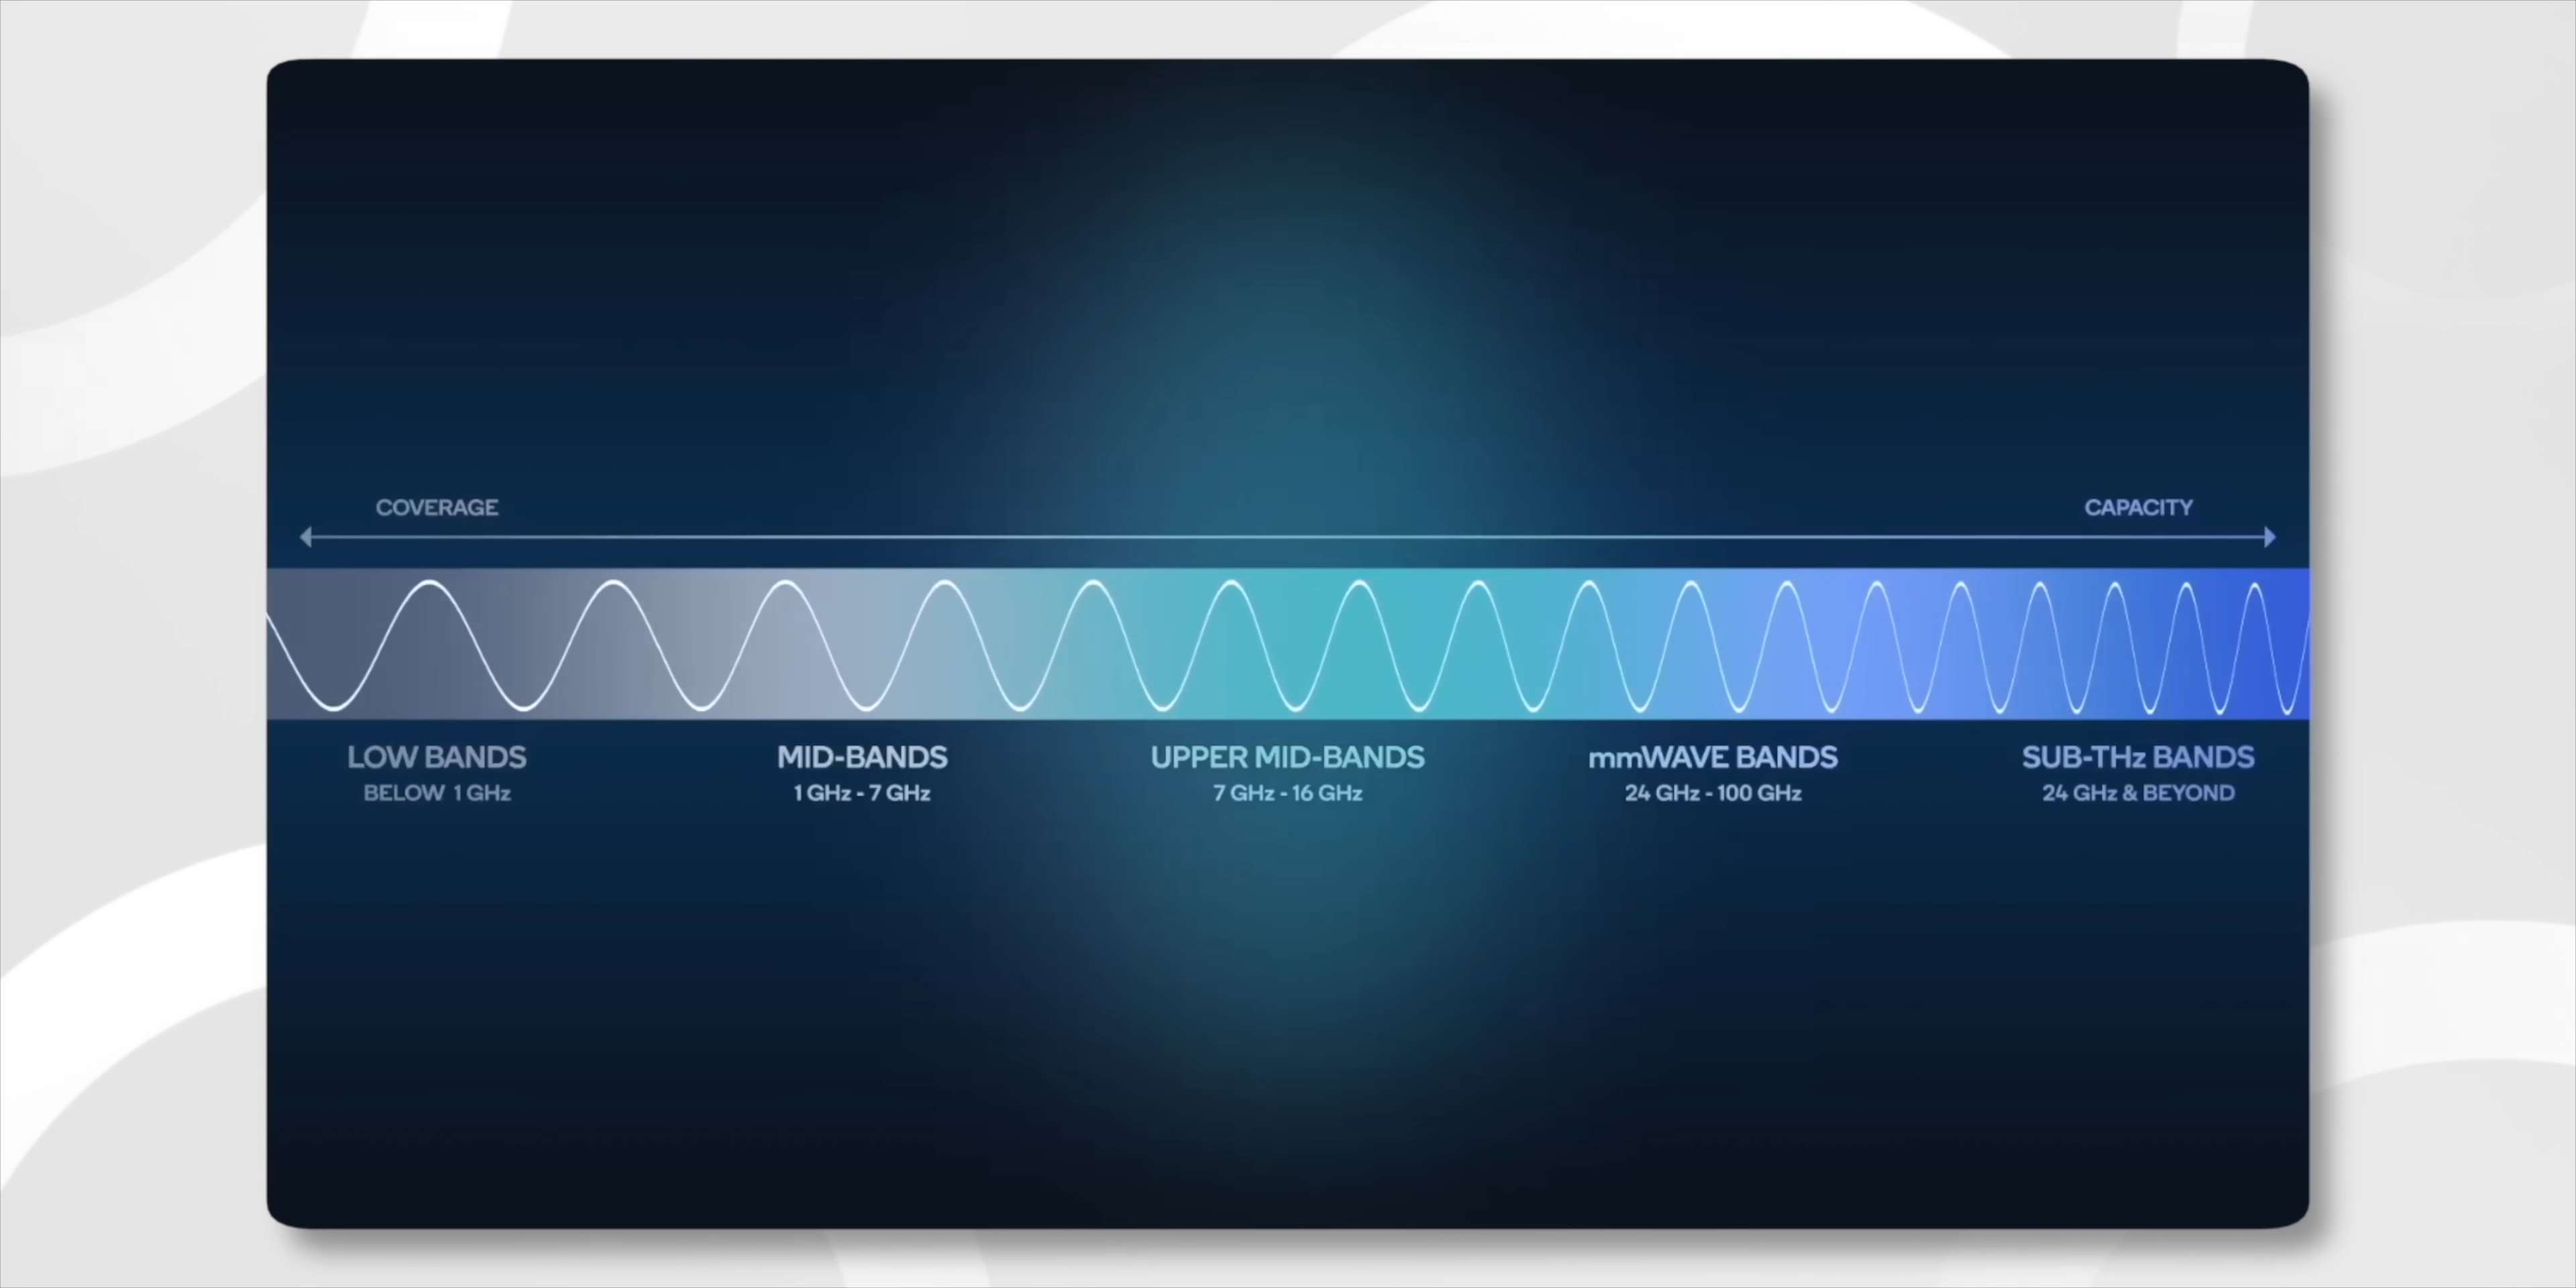 COVERAGE
CAPACITY
LOW BANDS
BELOW 1 GHz
MID-BANDS
1 GHz - 7 GHz
UPPER MID-BANDS
7 GHz - 16 GHz
mmWAVE BANDS
24 GHz - 100 GHz
SUB-THz BANDS
24 GHz & BEYOND